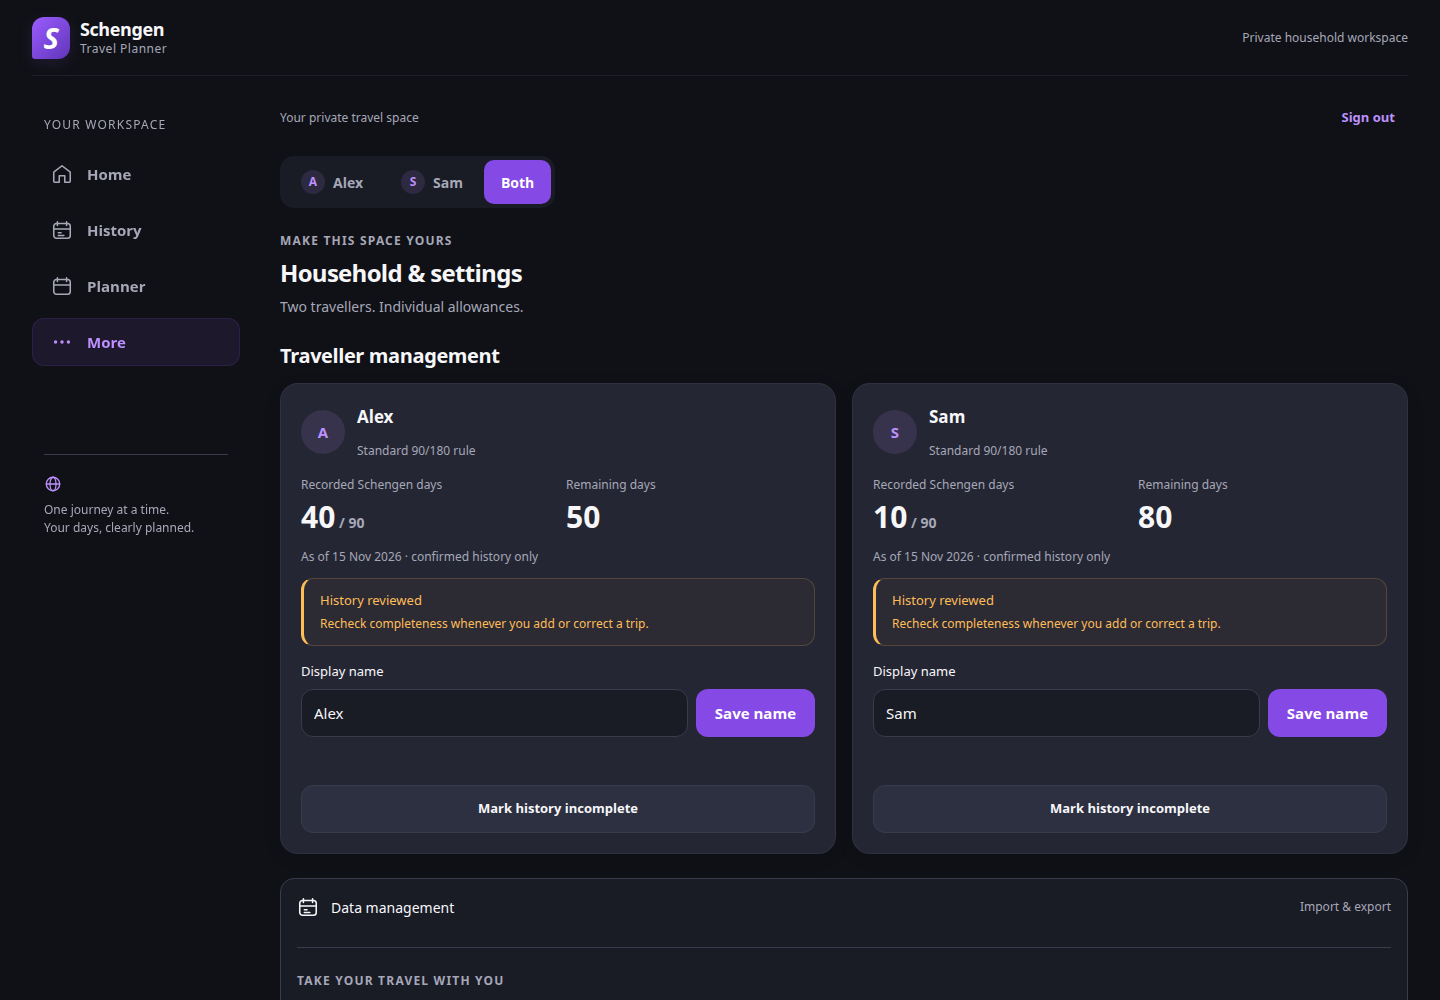 S
Schengen
Travel Planner
Private household workspace
YOUR WORKSPACE
Home
History
Planner
More
One journey at a time.
Your days, clearly planned.
Your private travel space
Sign out
A Alex
S Sam
Both
MAKE THIS SPACE YOURS
Household & settings
Two travellers. Individual allowances.
Traveller management
A
Alex
Standard 90/180 rule
Recorded Schengen days
Remaining days
40 / 90
50
As of 15 Nov 2026 · confirmed history only
History reviewed
Recheck completeness whenever you add or correct a trip.
Display name
Alex
Save name
Mark history incomplete
S
Sam
Standard 90/180 rule
Recorded Schengen days
Remaining days
10 / 90
80
As of 15 Nov 2026 · confirmed history only
History reviewed
Recheck completeness whenever you add or correct a trip.
Display name
Sam
Save name
Mark history incomplete
Data management
Import & export
TAKE YOUR TRAVEL WITH YOU